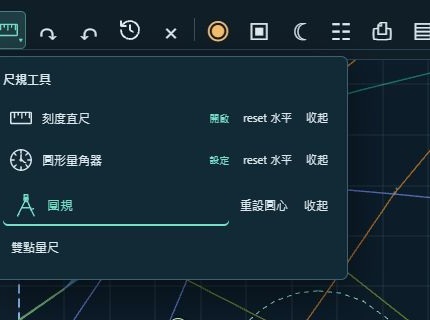 尺規工具
刻度直尺 開啟 reset 水平 收起
圓形量角器 設定 reset 水平 收起
圓規 重設圓心 收起
雙點量尺